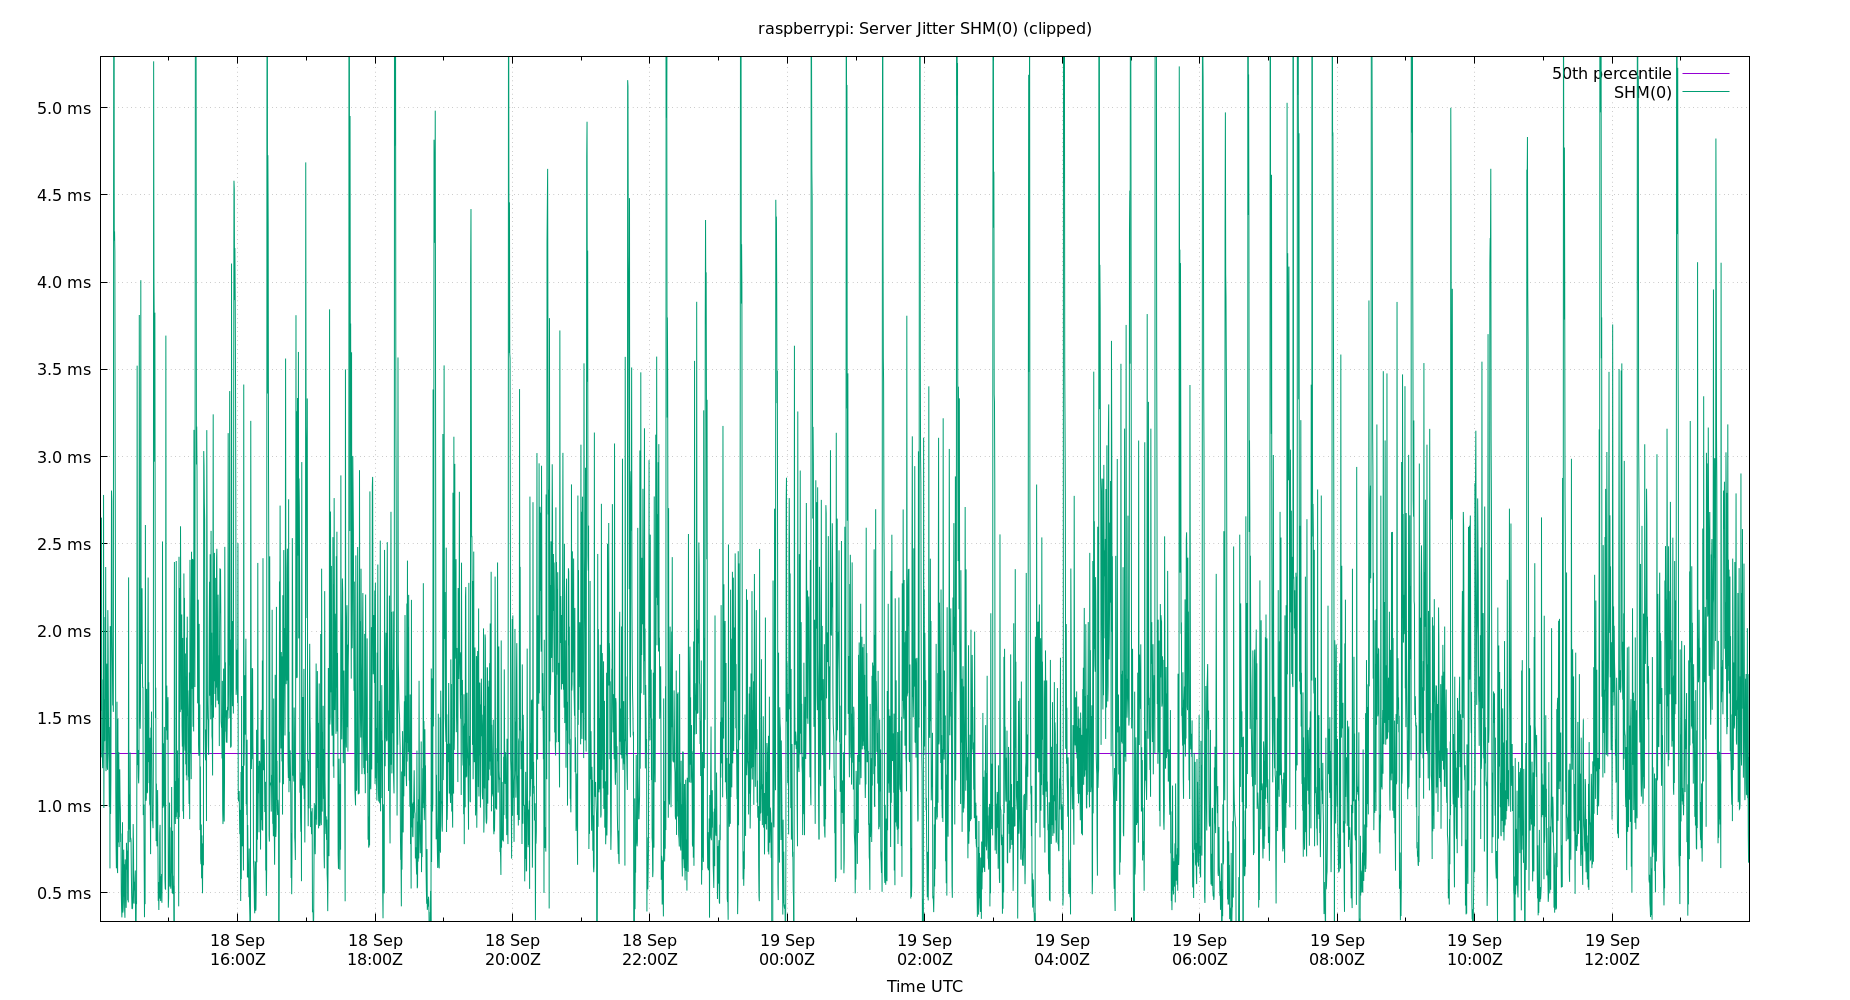 raspberrypi: Server Jitter SHM(0) (clipped)
50th percentile
SHM(0)
5.0 ms
4.5 ms
4.0 ms
3.5 ms
3.0 ms
2.5 ms
2.0 ms
1.5 ms
1.0 ms
0.5 ms
18 Sep 18 Sep 18 Sep 18 Sep 19 Sep 19 Sep 19 Sep 19 Sep 19 Sep 19 Sep 19 Sep
16:00Z 18:00Z 20:00Z 22:00Z 00:00Z 02:00Z 04:00Z 06:00Z 08:00Z 10:00Z 12:00Z
Time UTC